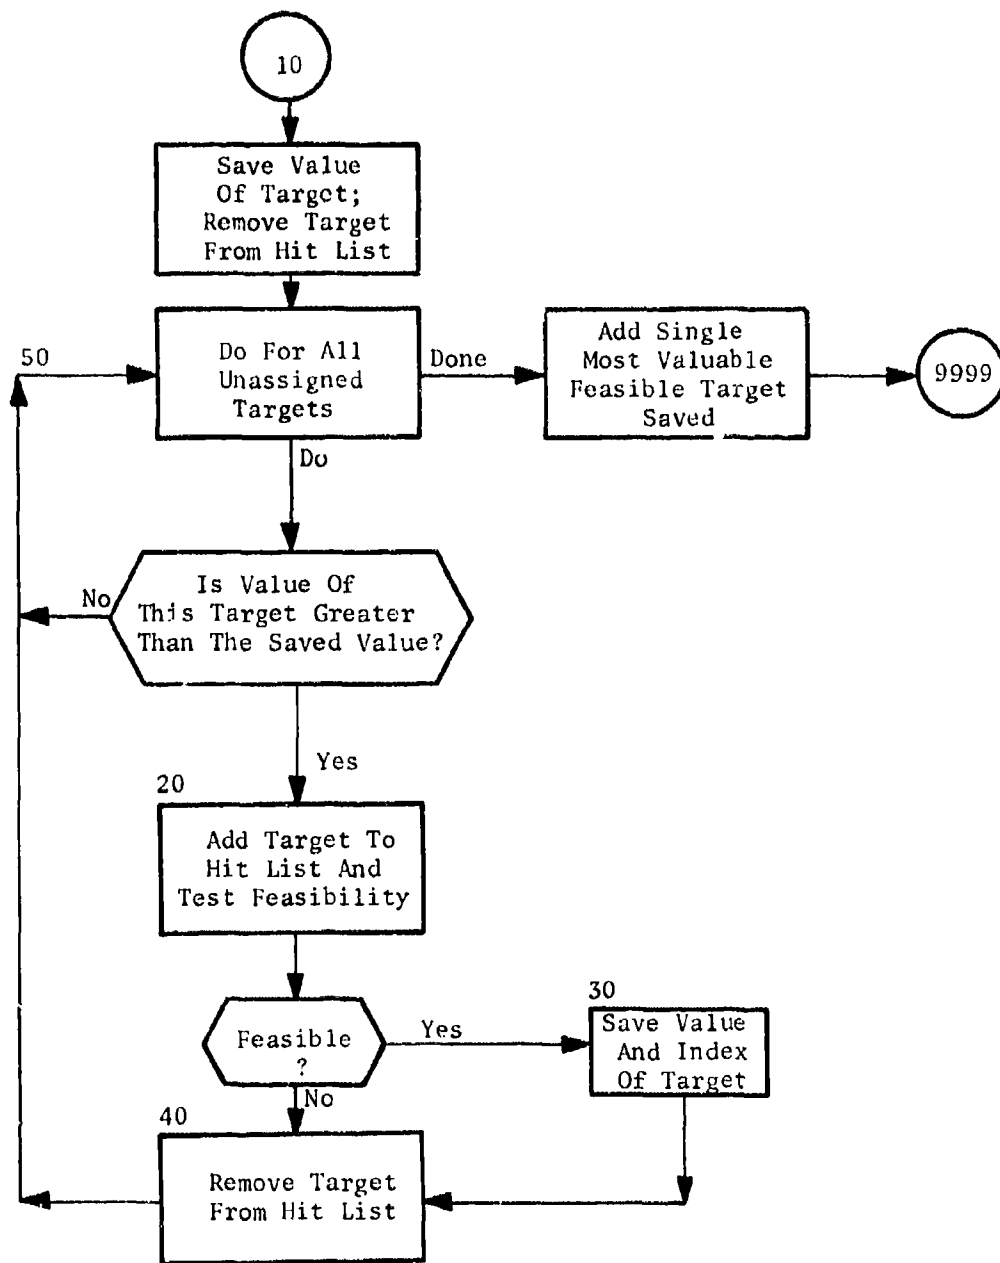 10
Save Value
Of Target;
Remove Target
From Hit List
50
Do For All
Unassigned
Targets
Done
Add Single
Most Valuable
Feasible Target
Saved
9999
Do
No
Is Value Of
This Target Greater
Than The Saved Value?
Yes
20
Add Target To
Hit List And
Test Feasibility
Feasible
?
Yes
30
Save Value
And Index
Of Target
No
40
Remove Target
From Hit List